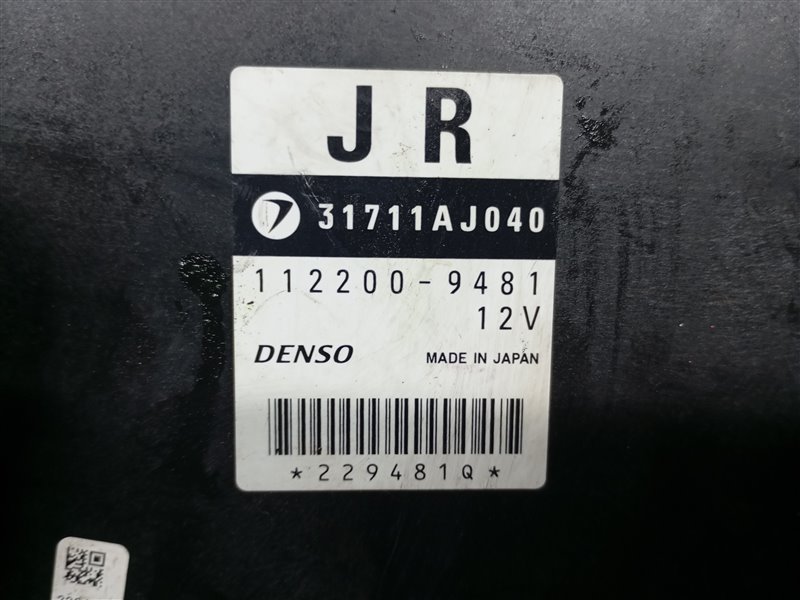 J R
31711AJ040
112200-9481
12V
DENSO MADE IN JAPAN
*229481Q*